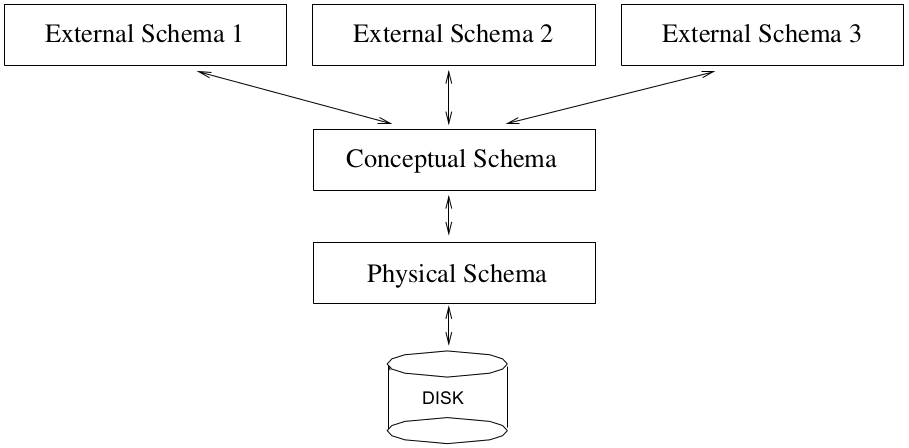 External Schema 1
External Schema 2
External Schema 3
Conceptual Schema
Physical Schema
DISK